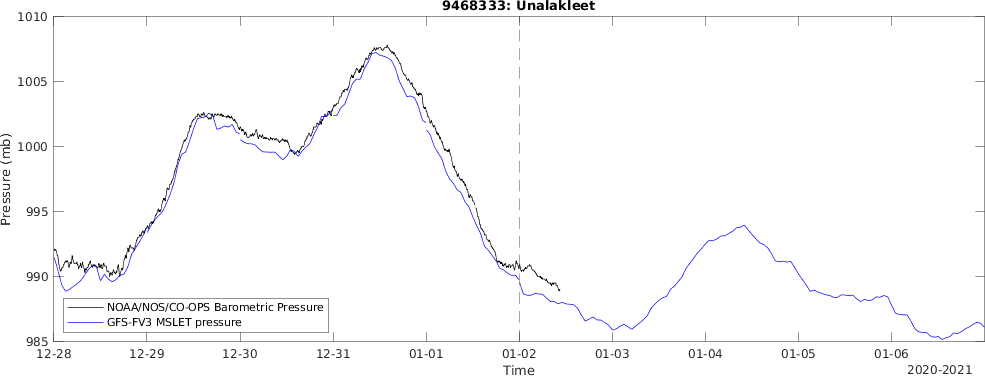 9468333: Unalakleet
Pressure (mb)
1010
1005
1000
995
990
985
NOAA/NOS/CO-OPS Barometric Pressure
GFS-FV3 MSLET pressure
12-28 12-29 12-30 12-31 01-01 01-02 01-03 01-04 01-05 01-06
Time
2020-2021